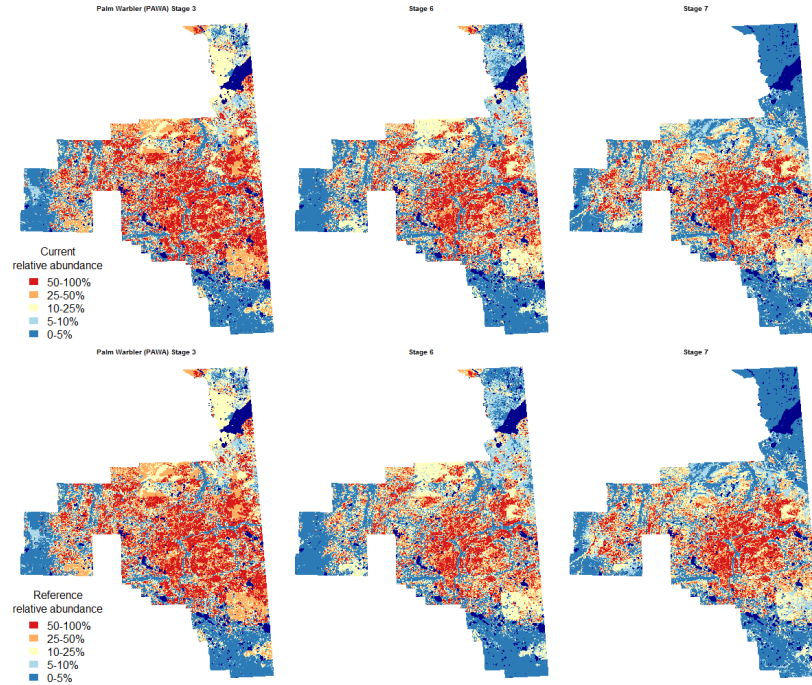 Palm Warbler (PAWA) Stage 3
Stage 6
Stage 7
Current
relative abundance
50-100%
25-50%
10-25%
5-10%
0-5%
Palm Warbler (PAWA) Stage 3
Stage 6
Stage 7
Reference
relative abundance
50-100%
25-50%
10-25%
5-10%
0-5%